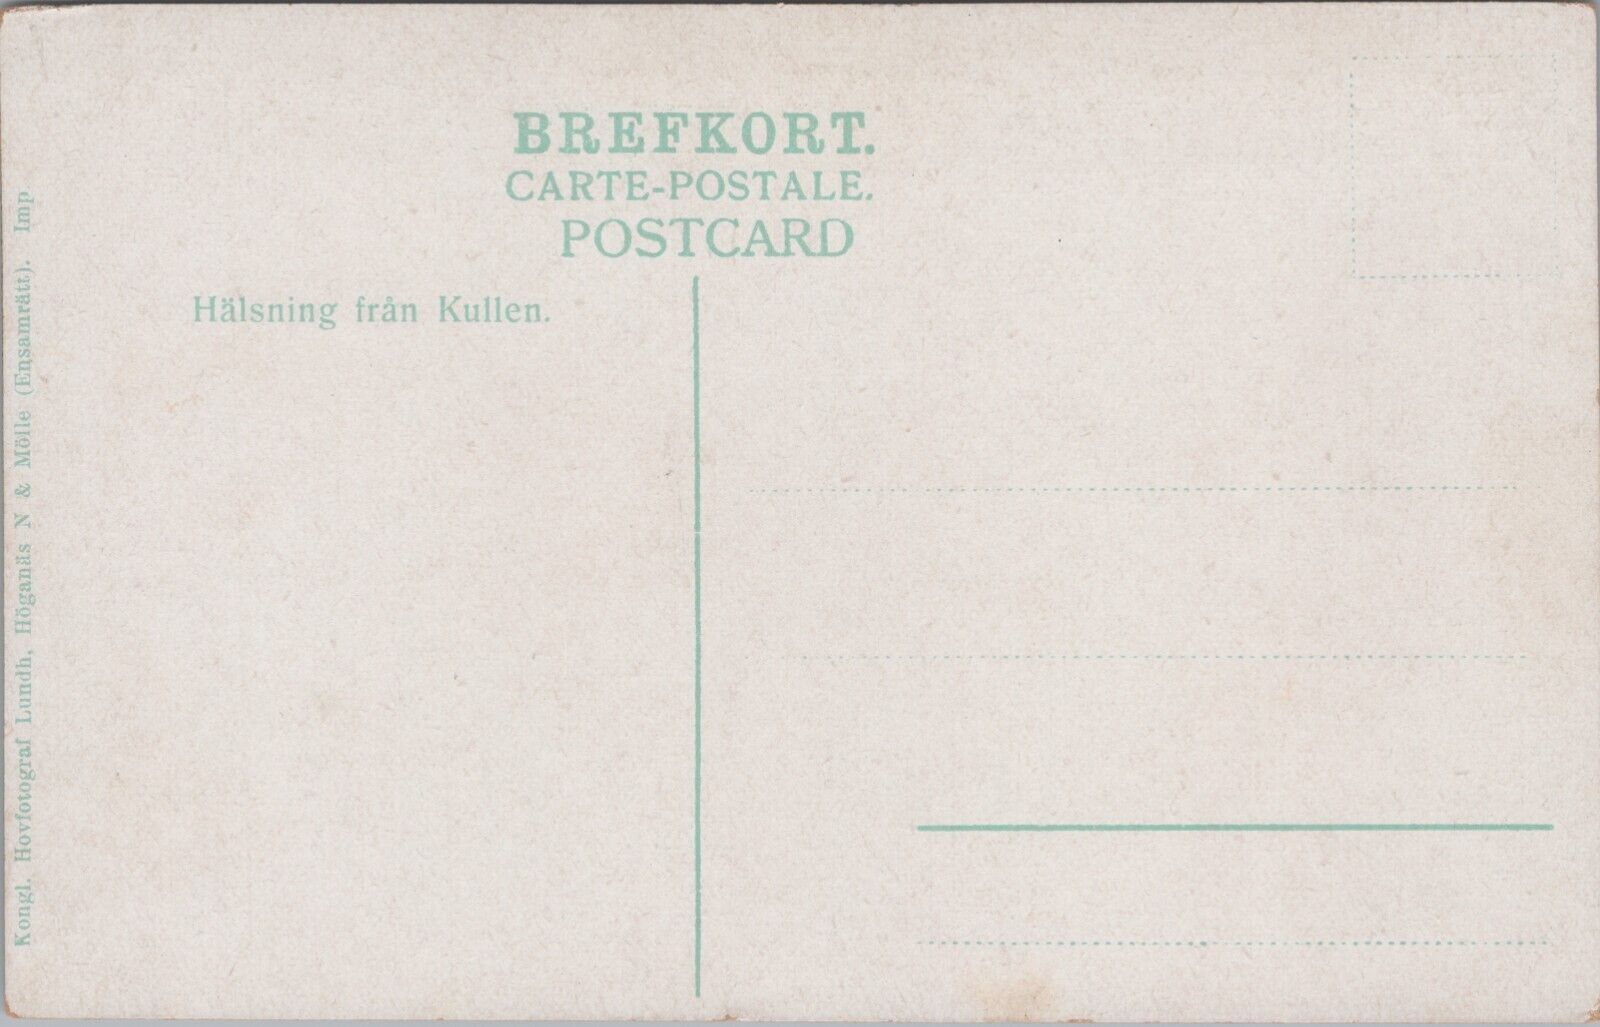 BREFKORT.
CARTE-POSTALE.
POSTCARD
Hälsning från Kullen.
Kongl. Hovfotograf Lundh, Höganäs N & Mölle (Ensamrätt). Imp